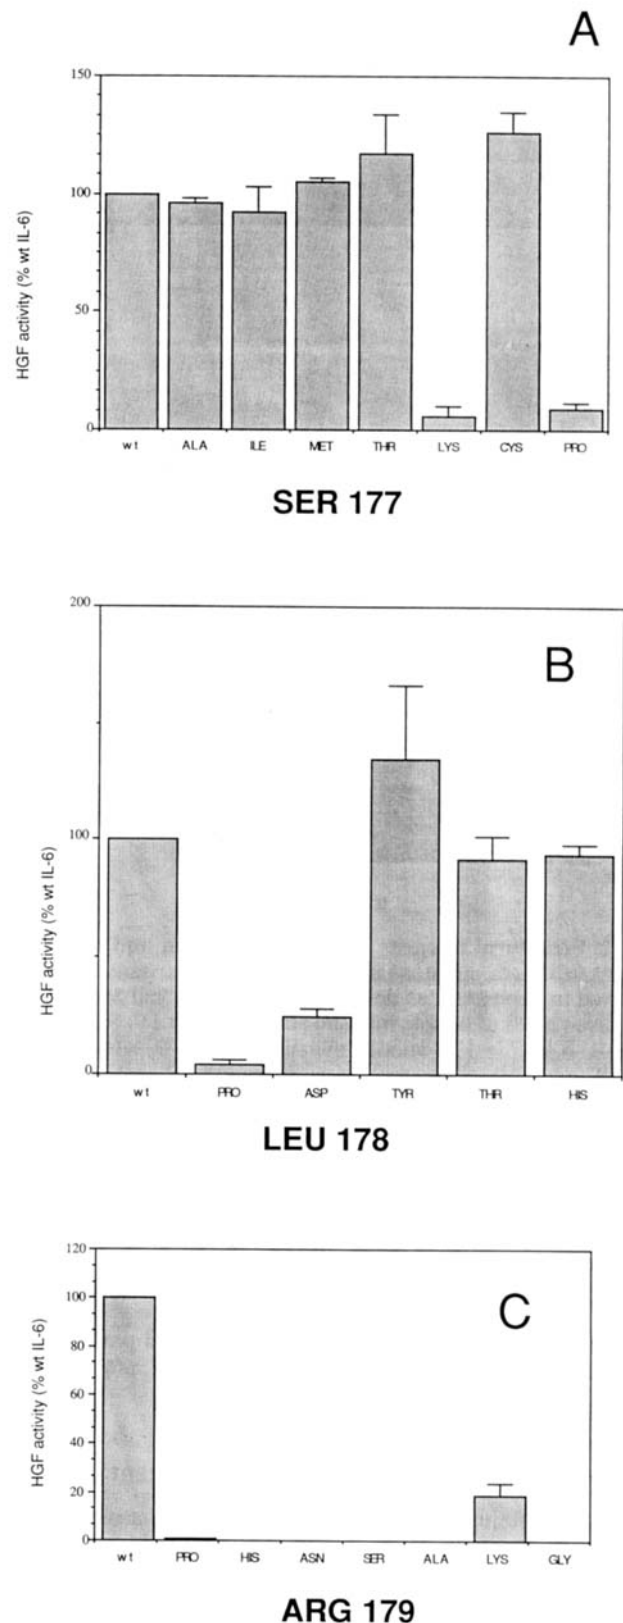 A
150
100
50
0
HGF activity (% wt IL-6)
wt ALA ILE MET THR LYS CYS PRO
SER 177
200
B
100
0
HGF activity (% wt IL-6)
wt PRO ASP TYR THR HIS
LEU 178
120
C
100
80
60
40
20
0
HGF activity (% wt IL-6)
wt PRO HIS ASN SER ALA LYS GLY
ARG 179